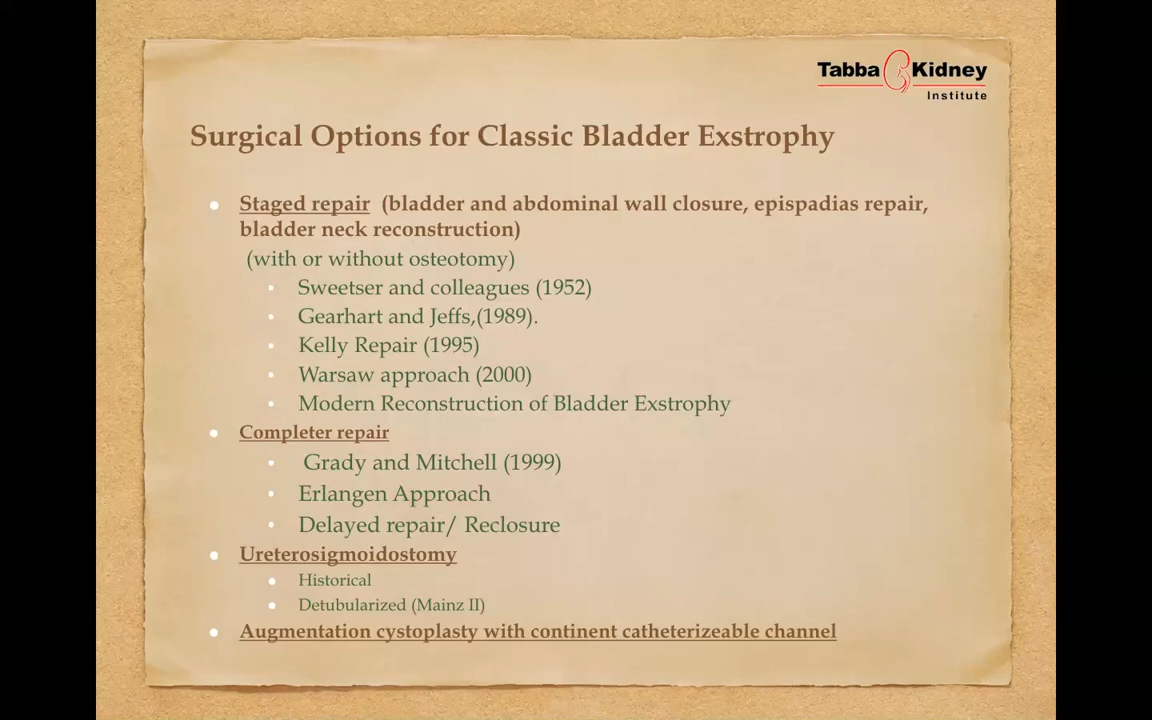 Tabba Kidney
Institute
Surgical Options for Classic Bladder Exstrophy
Staged repair (bladder and abdominal wall closure, epispadias repair,
bladder neck reconstruction)
(with or without osteotomy)
Sweetser and colleagues (1952)
Gearhart and Jeffs,(1989).
Kelly Repair (1995)
Warsaw approach (2000)
Modern Reconstruction of Bladder Exstrophy
Completer repair
Grady and Mitchell (1999)
Erlangen Approach
Delayed repair/ Reclosure
Ureterosigmoidostomy
Historical
Detubularized (Mainz II)
Augmentation cystoplasty with continent catheterizeable channel